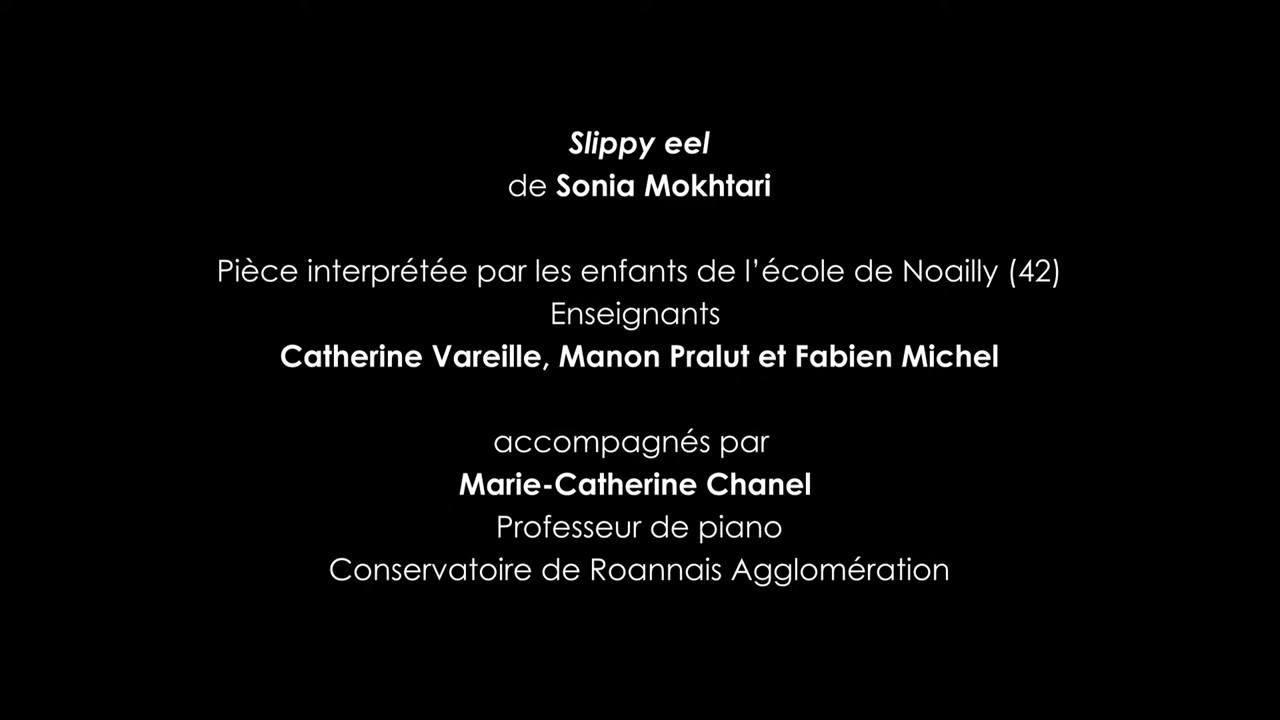 Slippy eel
de Sonia Mokhtari
Pièce interprétée par les enfants de l’école de Noailly (42)
Enseignants
Catherine Vareille, Manon Pralut et Fabien Michel
accompagnés par
Marie-Catherine Chanel
Professeur de piano
Conservatoire de Roannais Agglomération